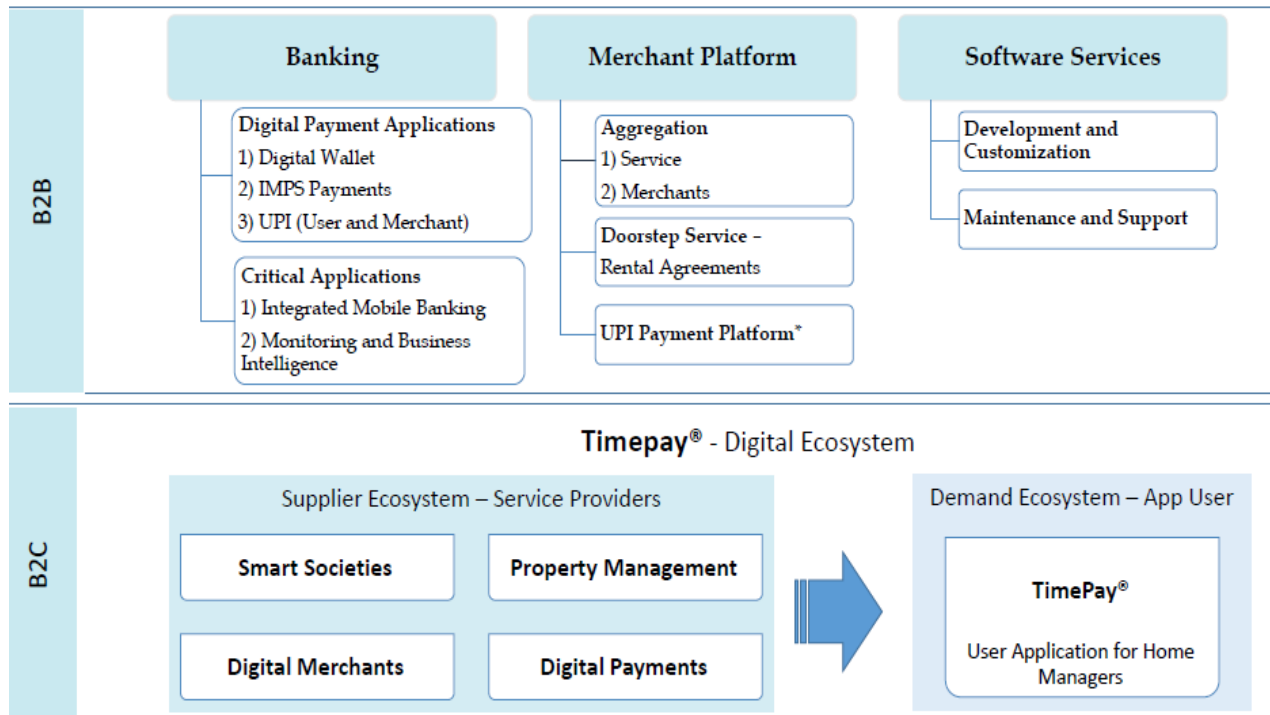 B2B
Banking
Digital Payment Applications
1) Digital Wallet
2) IMPS Payments
3) UPI (User and Merchant)
Critical Applications
1) Integrated Mobile Banking
2) Monitoring and Business
Intelligence
Merchant Platform
Aggregation
1) Service
2) Merchants
Doorstep Service –
Rental Agreements
UPI Payment Platform*
Software Services
Development and
Customization
Maintenance and Support
B2C
Timepay® - Digital Ecosystem
Supplier Ecosystem – Service Providers
Smart Societies
Property Management
Digital Merchants
Digital Payments
Demand Ecosystem – App User
TimePay®
User Application for Home
Managers